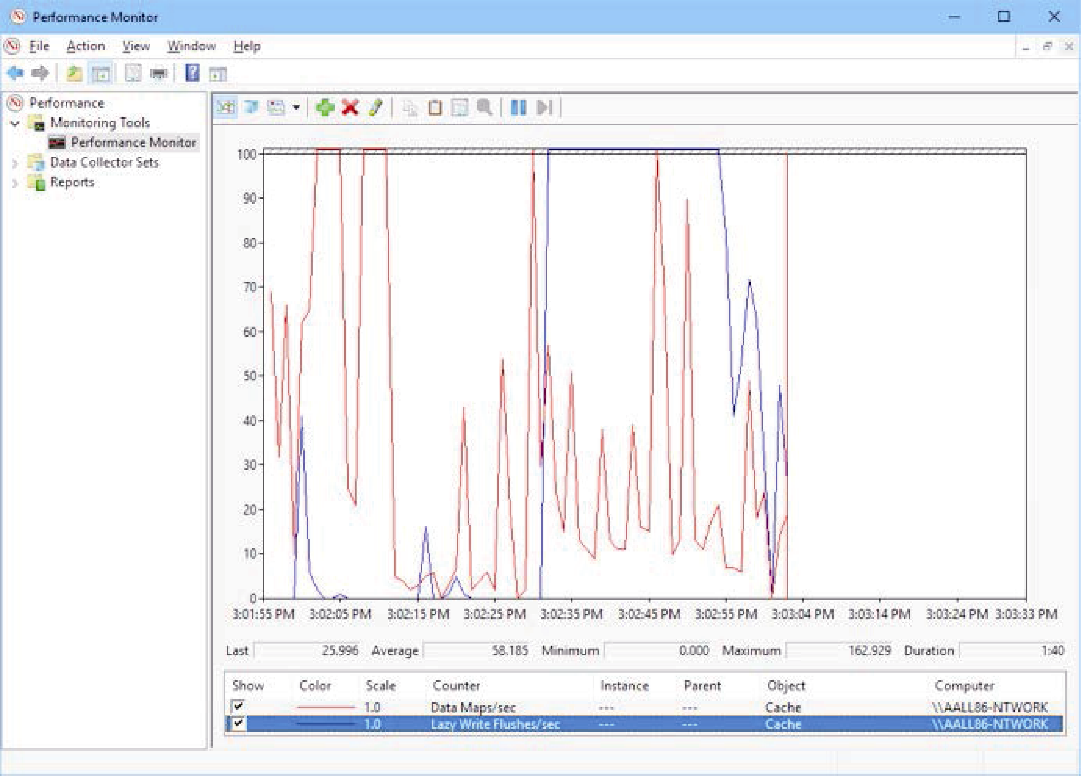 Performance Monitor
File Action View Window Help
Performance
Monitoring Tools
Performance Monitor
Data Collector Sets
Reports
100
90
80
70
60
50
40
30
20
10
0
3:01:55 PM 3:02:05 PM 3:02:15 PM 3:02:25 PM 3:02:35 PM 3:02:45 PM 3:02:55 PM 3:03:04 PM 3:03:14 PM 3:03:24 PM 3:03:33 PM
Last 25.996 Average 58.185 Minimum 0.000 Maximum 162.929 Duration 1:40
Show Color Scale Counter Instance Parent Object Computer
1.0 Data Maps/sec --- --- Cache \\AALL86-NTWORK
1.0 Lazy Write Flushes/sec --- --- Cache \\AALL86-NTWORK